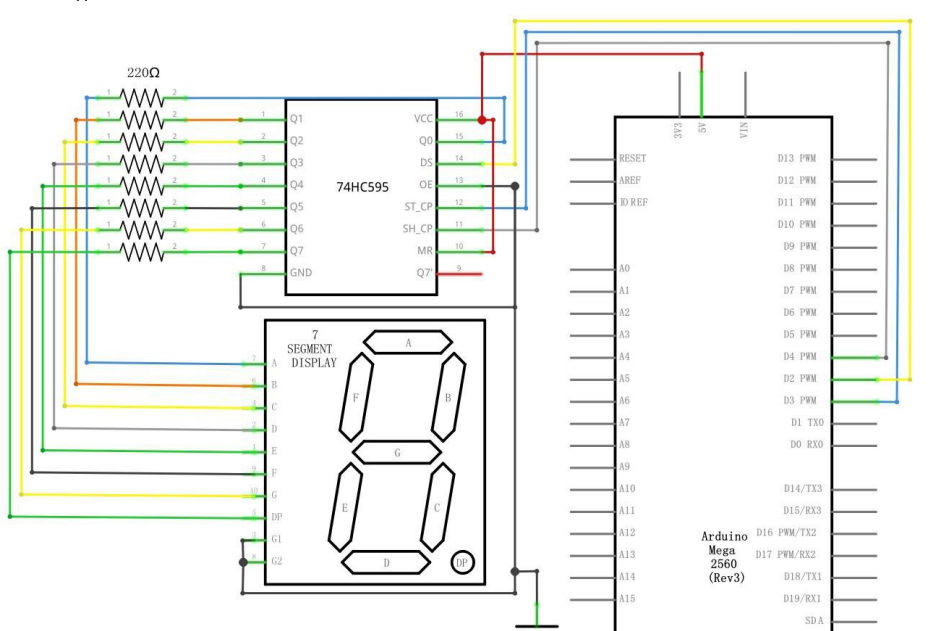 220Ω
1 2
1 2
1 2
1 2
1 2
1 2
1 2
1 2
74HC595
1 Q1
2 Q2
3 Q3
4 Q4
5 Q5
6 Q6
7 Q7
8 GND
VCC 16
Q0 15
DS 14
OE 13
ST_CP 12
SH_CP 11
MR 10
Q7' 9
7
SEGMENT
DISPLAY
A
B
C
D
E
F
G
DP
G1
G2
A
F
B
G
E
C
D
DP
3V3
5V
VIN
RESET
AREF
IOREF
A0
A1
A2
A3
A4
A5
A6
A7
A8
A9
A10
A11
A12
A13
A14
A15
D13 PWM
D12 PWM
D11 PWM
D10 PWM
D9 PWM
D8 PWM
D7 PWM
D6 PWM
D5 PWM
D4 PWM
D2 PWM
D3 PWM
D1 TX0
D0 RX0
D14/TX3
D15/RX3
D16 PWM/TX2
D17 PWM/RX2
D18/TX1
D19/RX1
SDA
Arduino
Mega
2560
(Rev3)